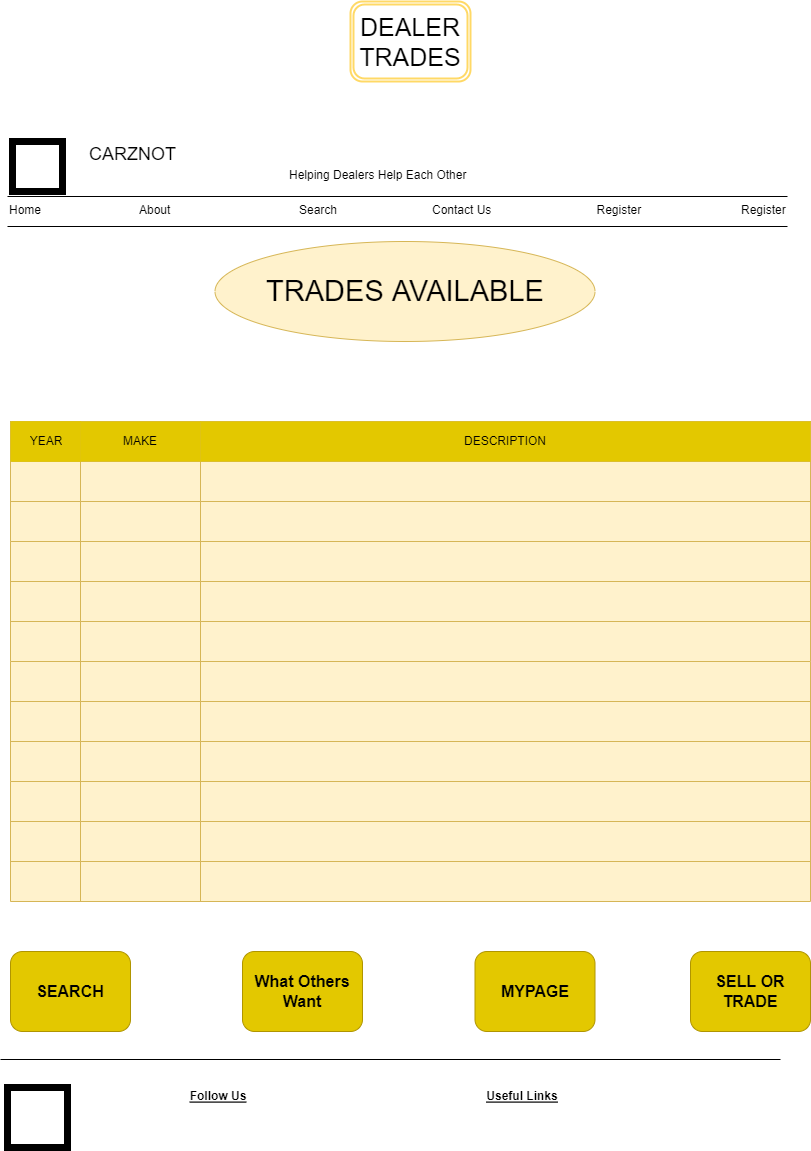 DEALER
TRADES
CARZNOT
Helping Dealers Help Each Other
Home About Search Contact Us Register Register
TRADES AVAILABLE
YEAR MAKE DESCRIPTION
SEARCH
What Others
Want
MYPAGE
SELL OR
TRADE
Follow Us Useful Links